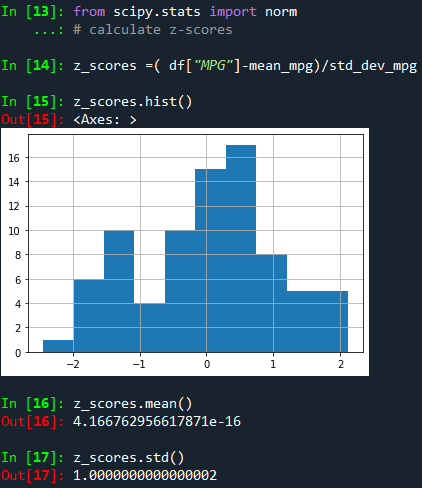 In [13]: from scipy.stats import norm
...: # calculate z-scores
In [14]: z_scores =( df["MPG"]-mean_mpg)/std_dev_mpg
In [15]: z_scores.hist()
Out[15]: <Axes: >
16
14
12
10
8
6
4
2
0
−2 −1 0 1 2
In [16]: z_scores.mean()
Out[16]: 4.166762956617871e-16
In [17]: z_scores.std()
Out[17]: 1.0000000000000002